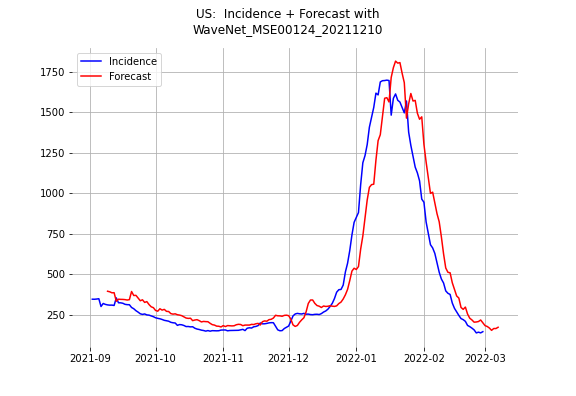 US:  Incidence + Forecast with
WaveNet_MSE00124_20211210
Incidence
Forecast
1750
1500
1250
1000
750
500
250
2021-09 2021-10 2021-11 2021-12 2022-01 2022-02 2022-03